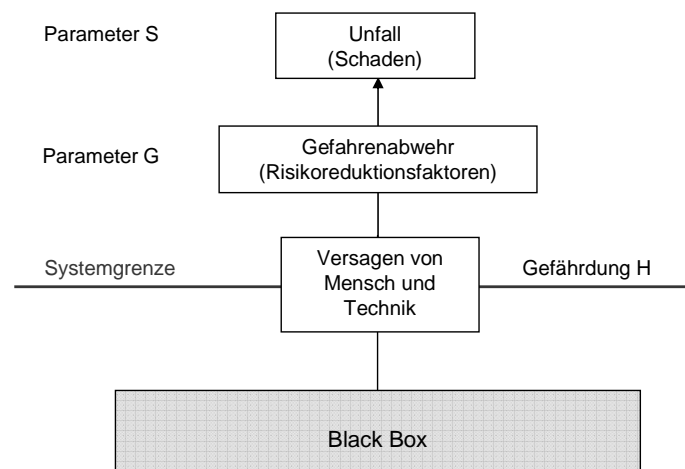 Parameter S
Unfall
(Schaden)
Parameter G
Gefahrenabwehr
(Risikoreduktionsfaktoren)
Systemgrenze
Versagen von
Mensch und
Technik
Gefährdung H
Black Box